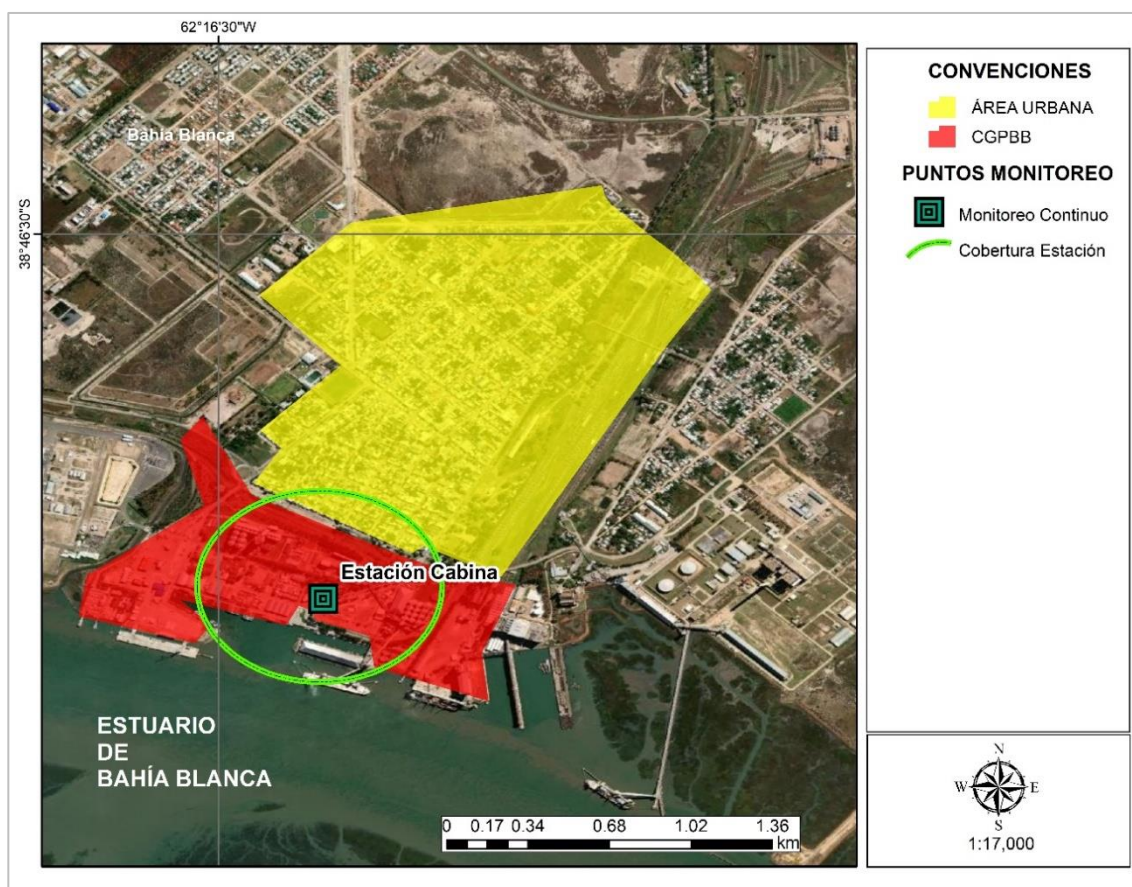 62°16'30"W
38°46'30"S
Bahía Blanca
Estación Cabina
ESTUARIO
DE
BAHÍA BLANCA
0 0.17 0.34 0.68 1.02 1.36
km
CONVENCIONES
ÁREA URBANA
CGPBB
PUNTOS MONITOREO
Monitoreo Continuo
Cobertura Estación
N
W E
S
1:17,000